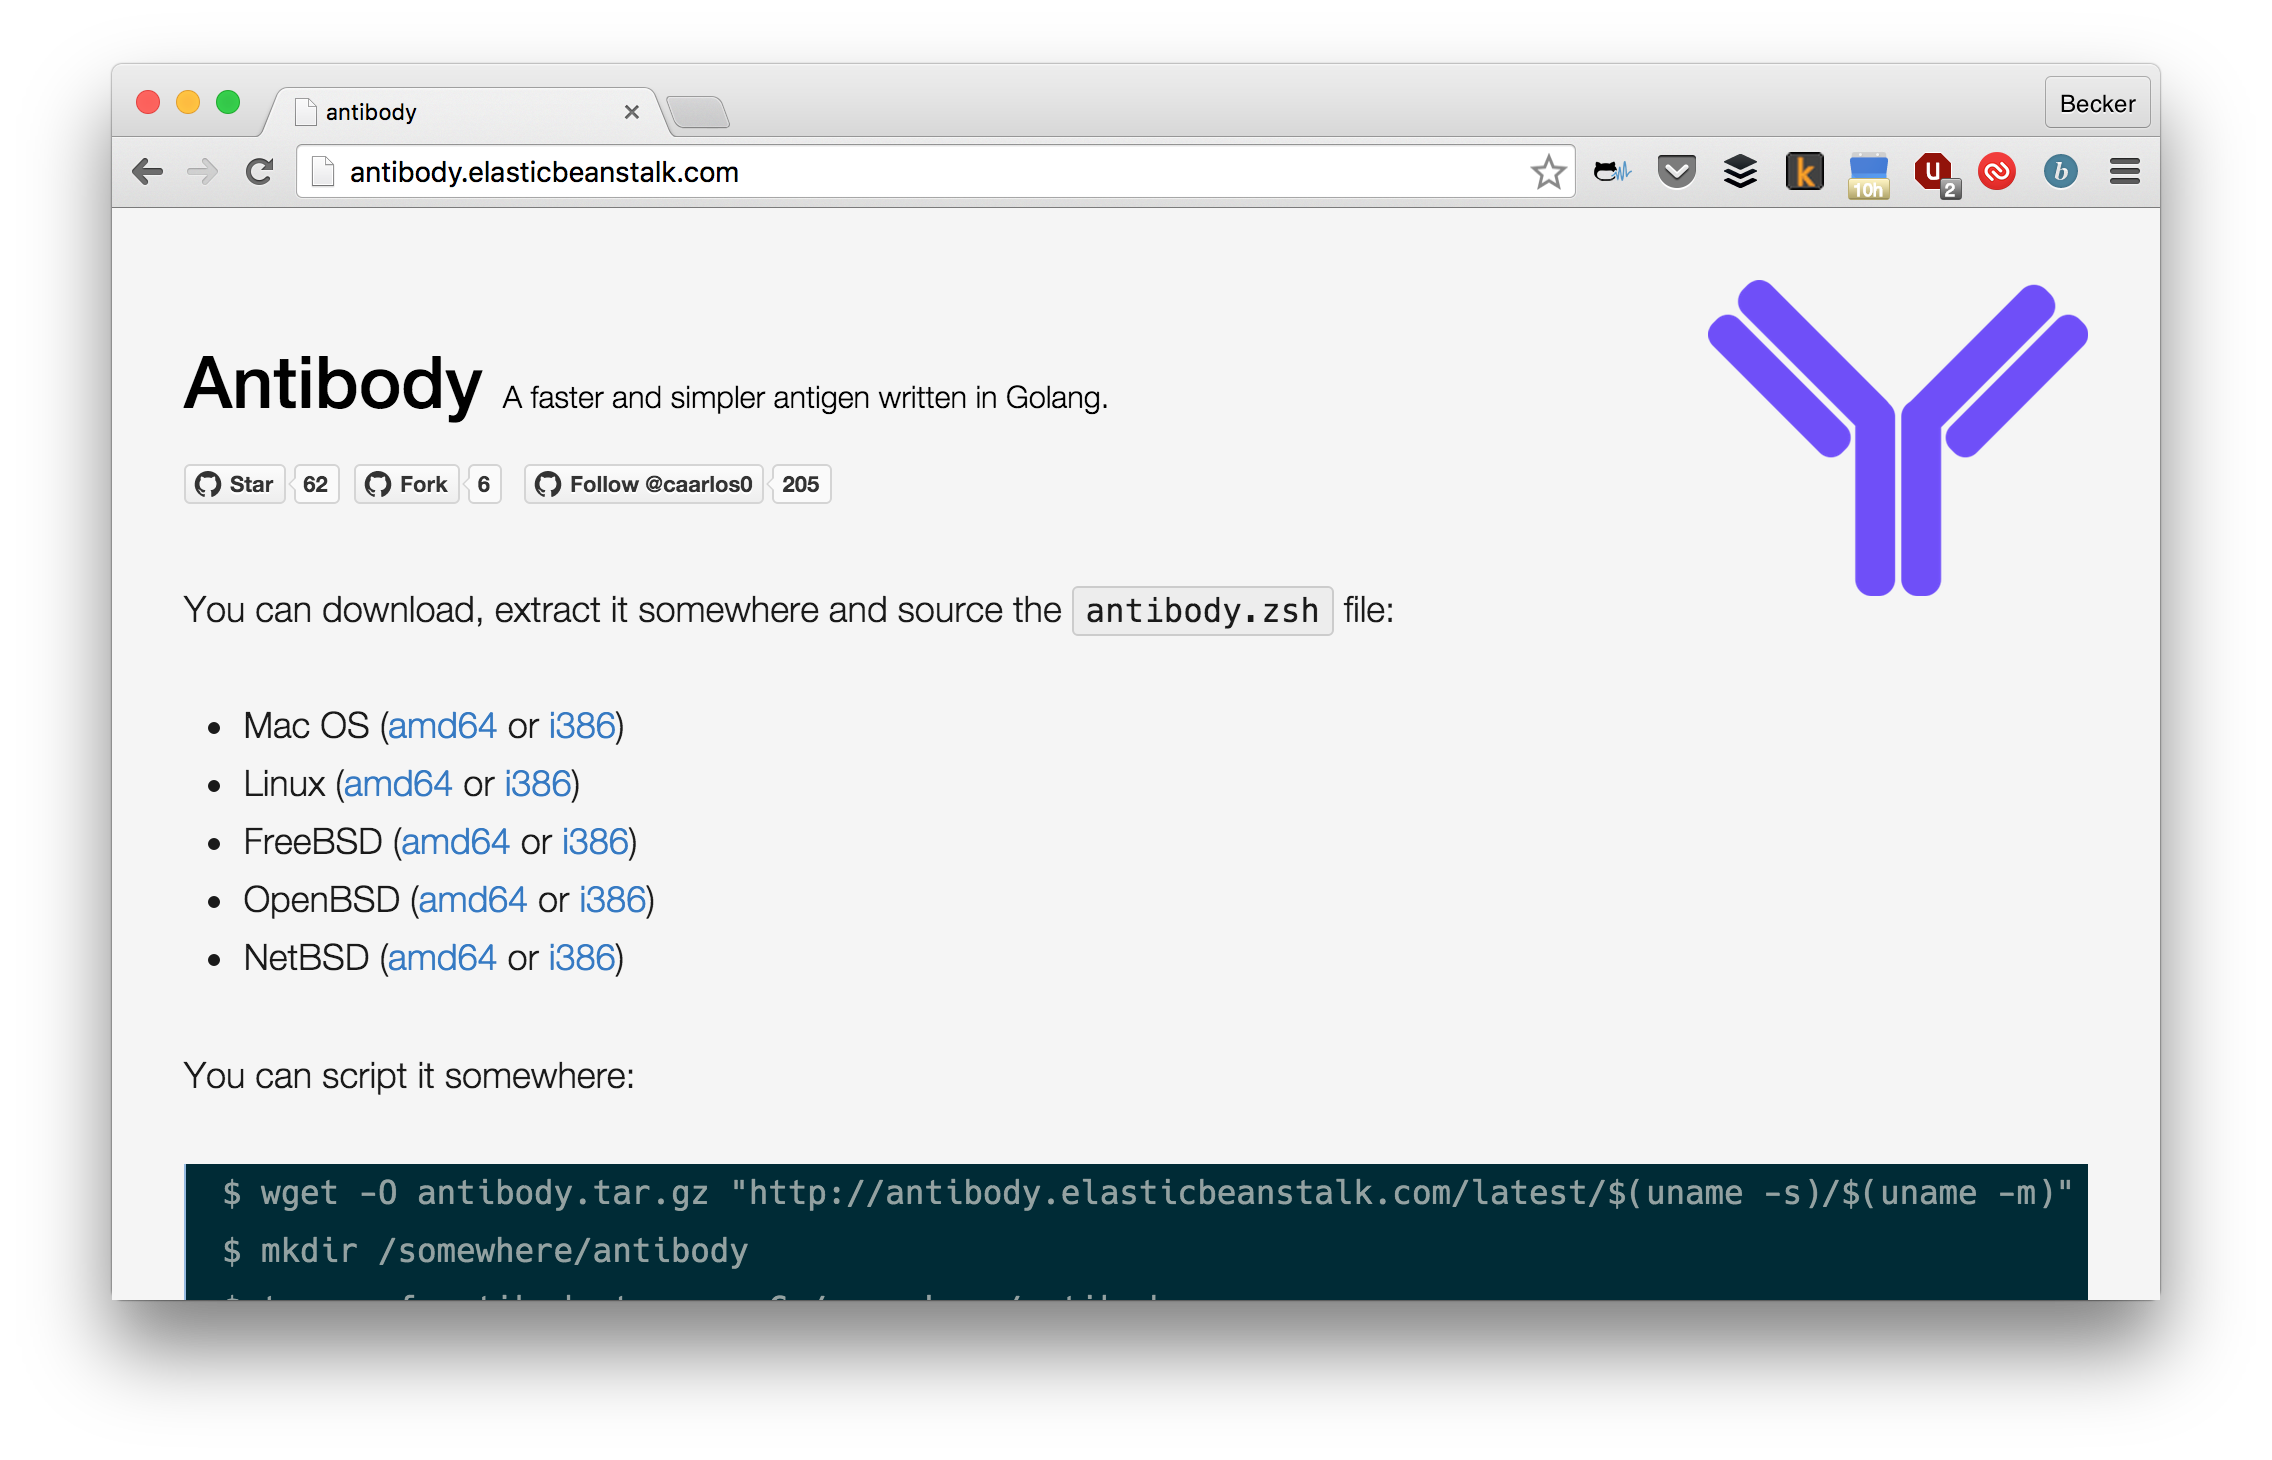 antibody
Becker
antibody.elasticbeanstalk.com
k
10h
U
2
b
Antibody A faster and simpler antigen written in Golang.
Star 62 Fork 6 Follow @caarlos0 205
You can download, extract it somewhere and source the antibody.zsh file:
• Mac OS (amd64 or i386)
• Linux (amd64 or i386)
• FreeBSD (amd64 or i386)
• OpenBSD (amd64 or i386)
• NetBSD (amd64 or i386)
You can script it somewhere:
$ wget -O antibody.tar.gz "http://antibody.elasticbeanstalk.com/latest/$(uname -s)/$(uname -m)"
$ mkdir /somewhere/antibody